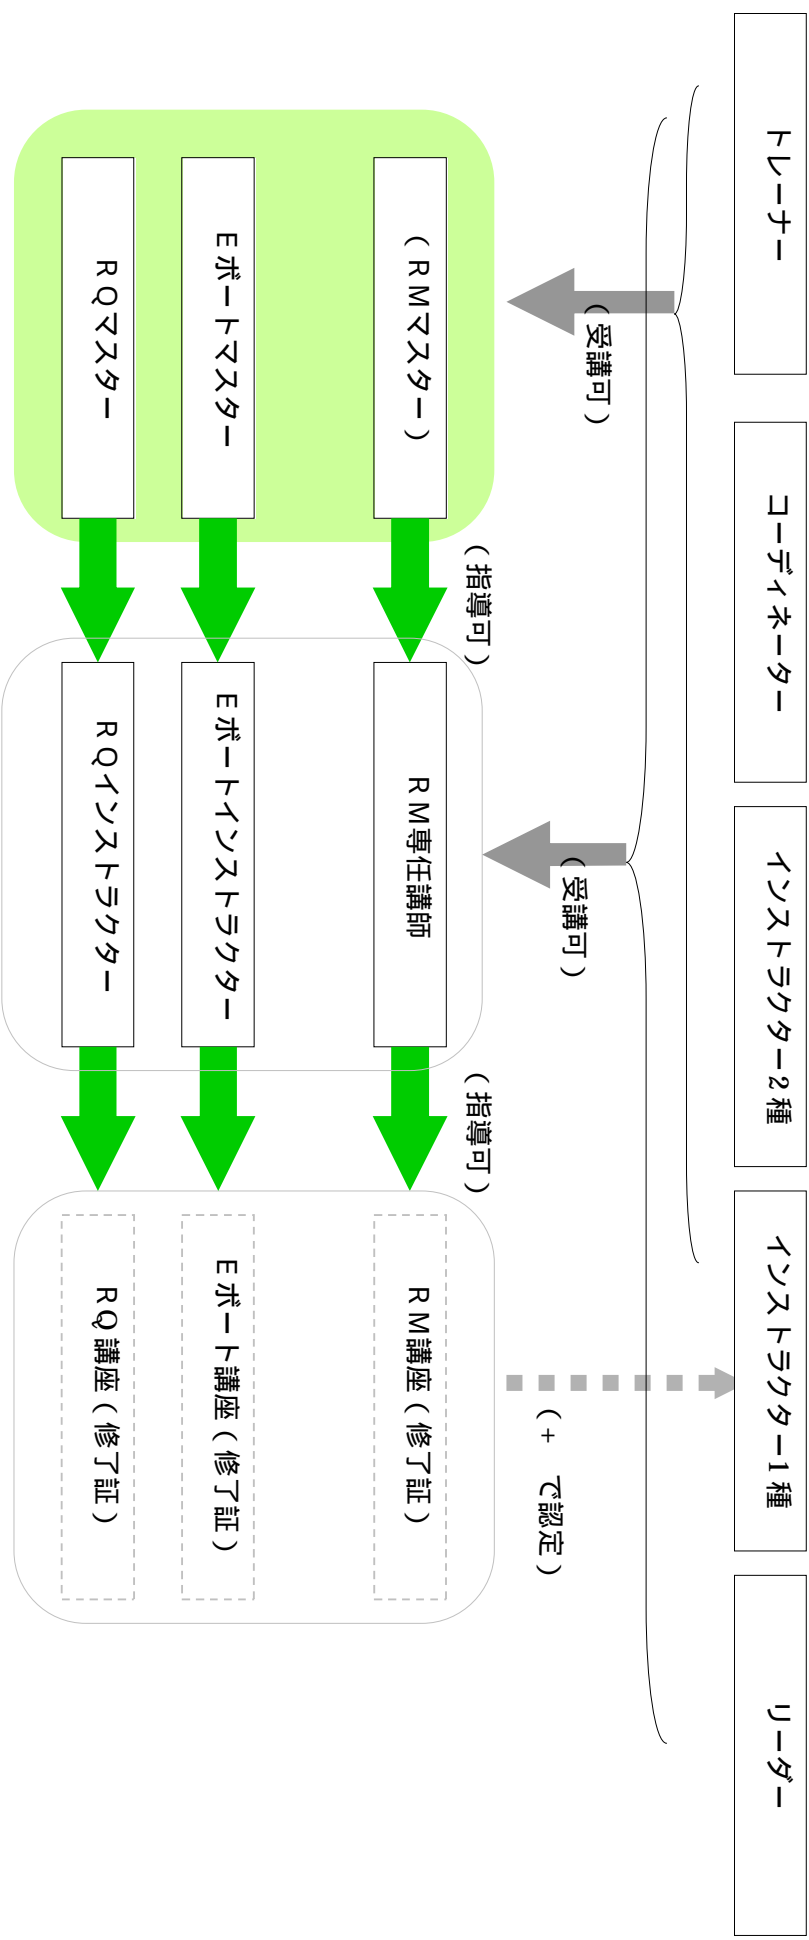 トレーナー
コーディネーター
インストラクター2種
インストラクター1種
リーダー
(受講可)
(受講可)
(+ で認定)
(指導可)
(指導可)
(RMマスター)
RM専任講師
RM講座(修了証)
Eボートマスター
Eボートインストラクター
Eボート講座(修了証)
RQマスター
RQインストラクター
RQ講座(修了証)